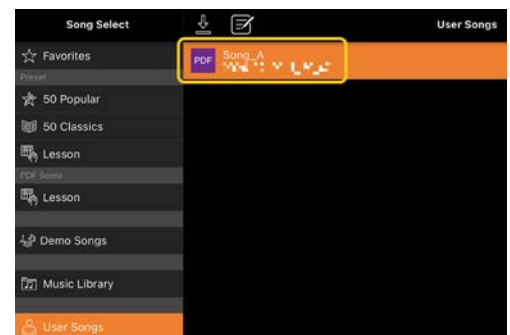 Song Select
User Songs
Favorites
PDF
Song_A
Preset
50 Popular
50 Classics
Lesson
PDF Score
Lesson
Demo Songs
Music Library
User Songs